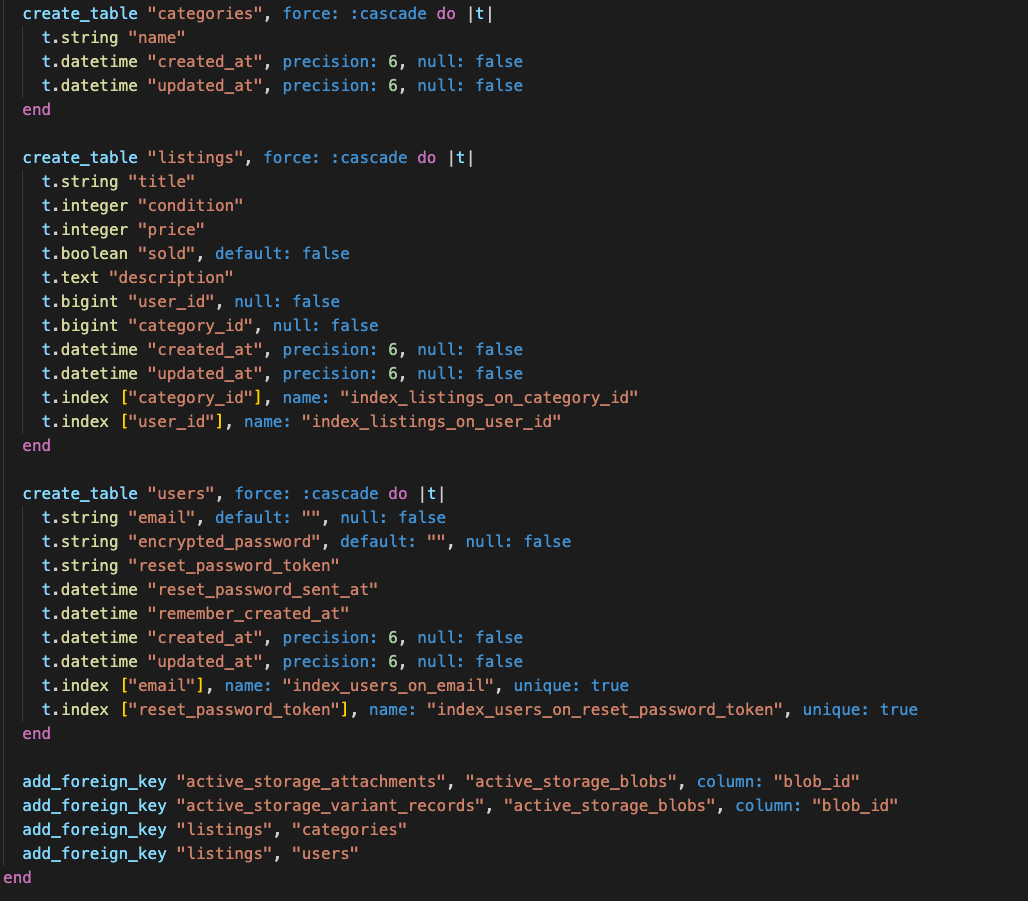 create_table "categories", force: :cascade do |t|
t.string "name"
t.datetime "created_at", precision: 6, null: false
t.datetime "updated_at", precision: 6, null: false
end
create_table "listings", force: :cascade do |t|
t.string "title"
t.integer "condition"
t.integer "price"
t.boolean "sold", default: false
t.text "description"
t.bigint "user_id", null: false
t.bigint "category_id", null: false
t.datetime "created_at", precision: 6, null: false
t.datetime "updated_at", precision: 6, null: false
t.index ["category_id"], name: "index_listings_on_category_id"
t.index ["user_id"], name: "index_listings_on_user_id"
end
create_table "users", force: :cascade do |t|
t.string "email", default: "", null: false
t.string "encrypted_password", default: "", null: false
t.string "reset_password_token"
t.datetime "reset_password_sent_at"
t.datetime "remember_created_at"
t.datetime "created_at", precision: 6, null: false
t.datetime "updated_at", precision: 6, null: false
t.index ["email"], name: "index_users_on_email", unique: true
t.index ["reset_password_token"], name: "index_users_on_reset_password_token", unique: true
end
add_foreign_key "active_storage_attachments", "active_storage_blobs", column: "blob_id"
add_foreign_key "active_storage_variant_records", "active_storage_blobs", column: "blob_id"
add_foreign_key "listings", "categories"
add_foreign_key "listings", "users"
end